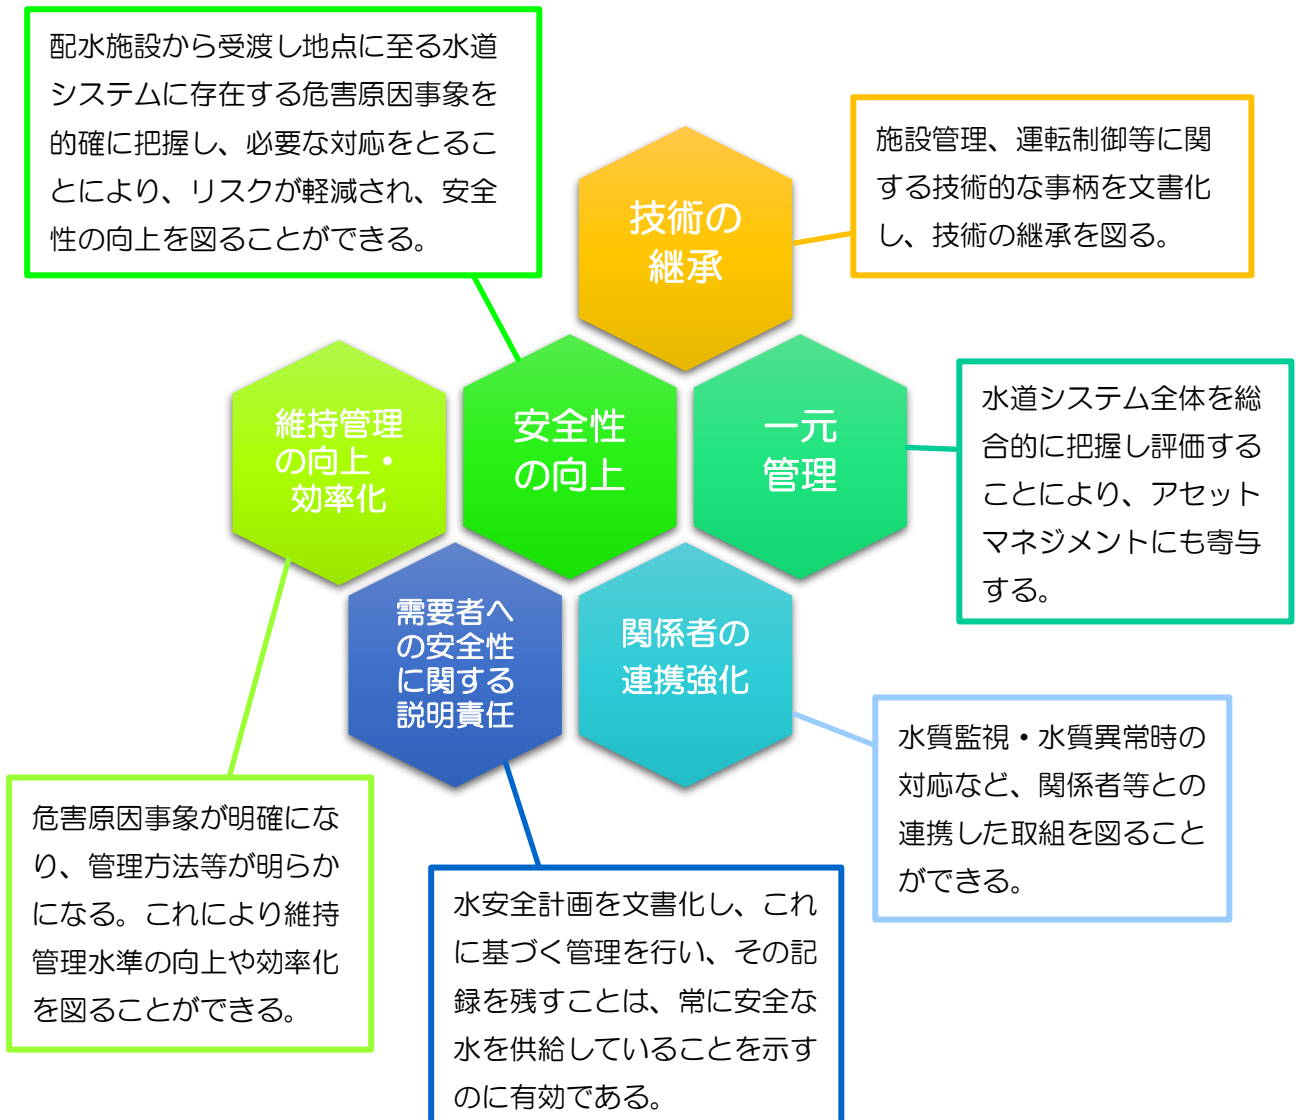 配水施設から受渡し地点に至る水道
システムに存在する危害原因事象を
的確に把握し、必要な対応をとるこ
とにより、リスクが軽減され、安全
性の向上を図ることができる。
技術の
継承
施設管理、運転制御等に関
する技術的な事柄を文書化
し、技術の継承を図る。
維持管理
の向上・
効率化
安全性
の向上
一元
管理
水道システム全体を総
合的に把握し評価する
ことにより、アセット
マネジメントにも寄与
する。
需要者へ
の安全性
に関する
説明責任
関係者の
連携強化
水質監視・水質異常時の
対応など、関係者等との
連携した取組を図ること
ができる。
危害原因事象が明確にな
り、管理方法等が明らか
になる。これにより維持
管理水準の向上や効率化
を図ることができる。
水安全計画を文書化し、これ
に基づく管理を行い、その記
録を残すことは、常に安全な
水を供給していることを示す
のに有効である。